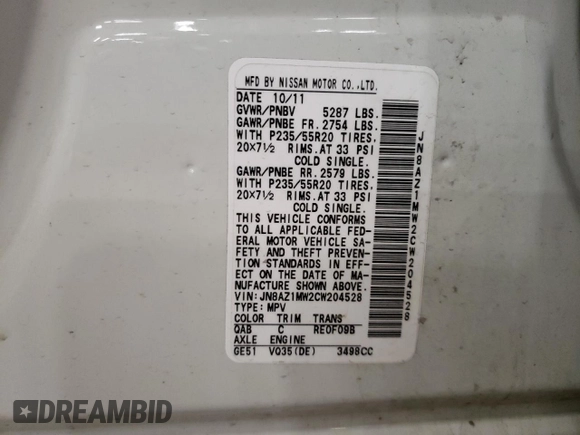 MFD BY NISSAN MOTOR CO.,LTD.
DATE 10/11
GVWR/PNBV 5287 LBS.
GAWR/PNBE FR. 2754 LBS.
WITH P235/55R20 TIRES,
20×7½ RIMS.AT 33 PSI
COLD SINGLE.
GAWR/PNBE RR. 2579 LBS.
WITH P235/55R20 TIRES,
20×7½ RIMS.AT 33 PSI
COLD SINGLE.
THIS VEHICLE CONFORMS
TO ALL APPLICABLE FED-
ERAL MOTOR VEHICLE SA-
FETY AND THEFT PREVEN-
TION STANDARDS IN EFF-
ECT ON THE DATE OF MA-
NUFACTURE SHOWN ABOVE.
VIN: JN8AZ1MW2CW204528
TYPE: MPV
COLOR TRIM TRANS
QAB C RE0F09B
AXLE ENGINE
GE51 VQ35(DE) 3498CC
JN8AZ1MW2CW204528
DREAMBID